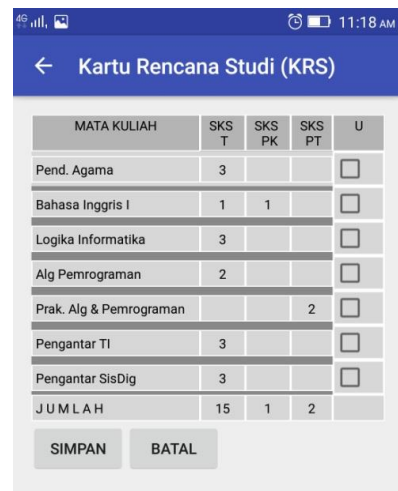 4G 11:18 AM
Kartu Rencana Studi (KRS)
MATA KULIAH SKS T SKS PK SKS PT U
Pend. Agama 3
Bahasa Inggris I 1 1
Logika Informatika 3
Alg Pemrograman 2
Prak. Alg & Pemrograman 2
Pengantar TI 3
Pengantar SisDig 3
J U M L A H 15 1 2
SIMPAN BATAL